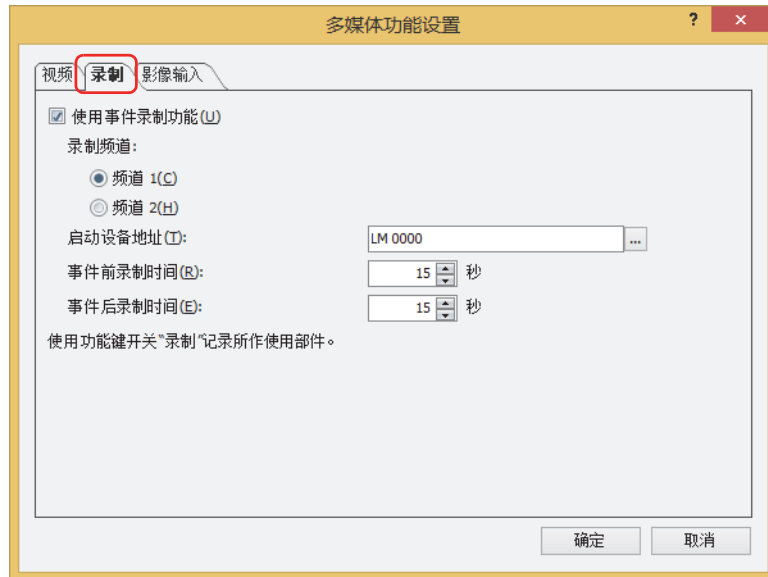 多媒体功能设置 ? ×
视频 录制 影像输入
使用事件录制功能(U)
录制频道:
频道 1(C)
频道 2(H)
启动设备地址(T): LM 0000 ...
事件前录制时间(R): 15 秒
事件后录制时间(E): 15 秒
使用功能键开关“录制”记录所作使用部件。
确定 取消